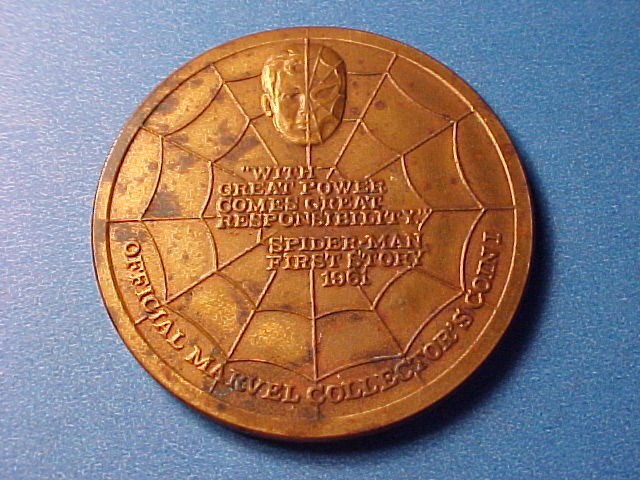 "WITH
GREAT POWER
COMES GREAT
RESPONSIBILITY."
SPIDER-MAN
FIRST STORY
1961
OFFICIAL MARVEL COLLECTOR'S COIN I